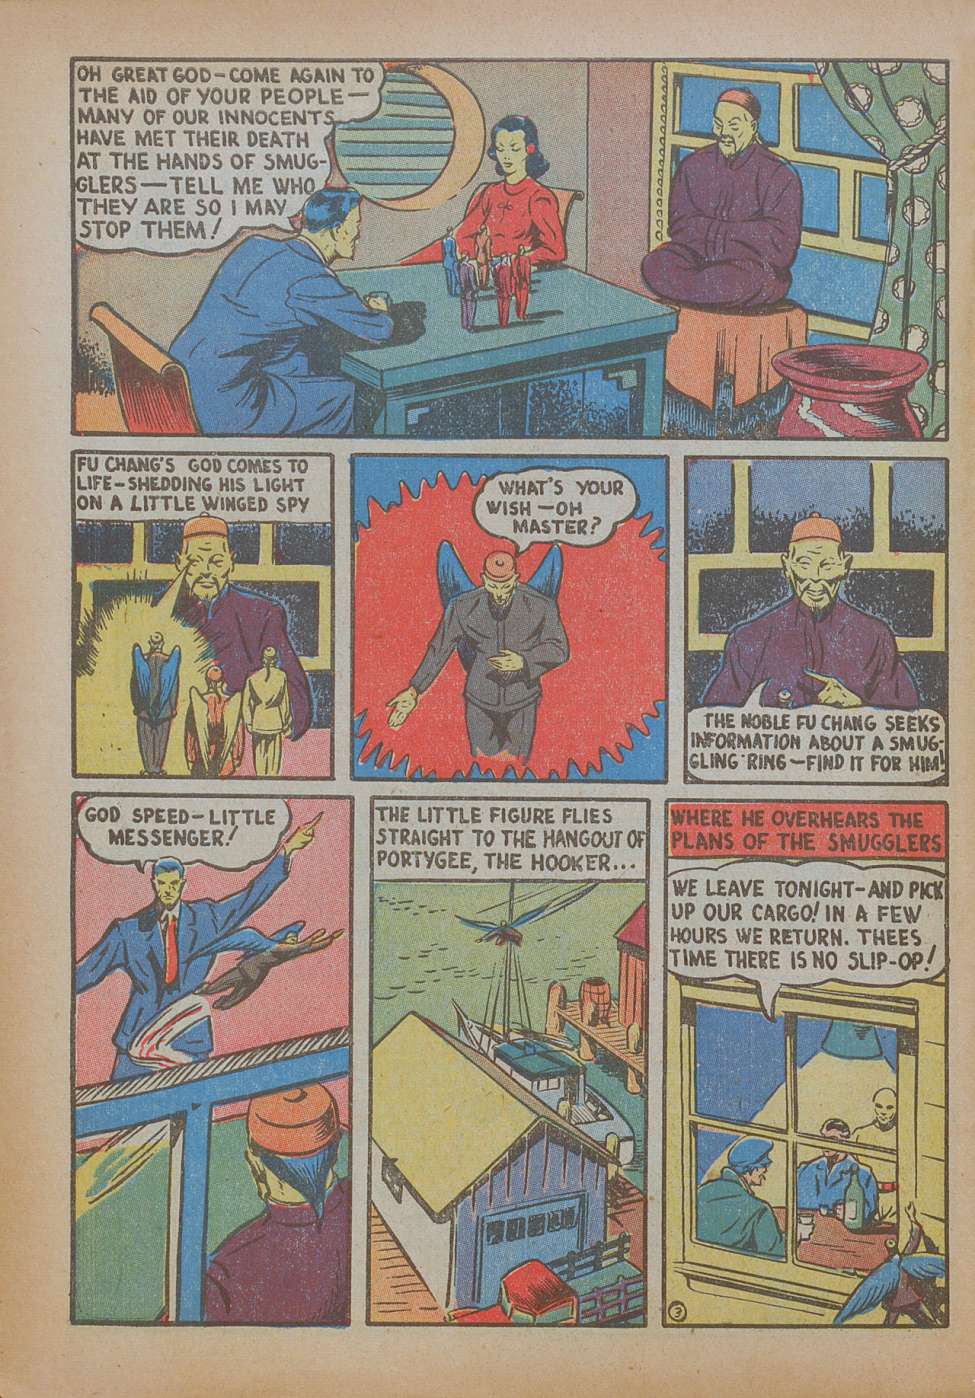 OH GREAT GOD-COME AGAIN TO
THE AID OF YOUR PEOPLE-
MANY OF OUR INNOCENTS
HAVE MET THEIR DEATH
AT THE HANDS OF SMUG-
GLERS-TELL ME WHO
THEY ARE SO I MAY
STOP THEM!
FU CHANG'S GOD COMES TO
LIFE-SHEDDING HIS LIGHT
ON A LITTLE WINGED SPY
WHAT'S YOUR
WISH-OH
MASTER?
THE NOBLE FU CHANG SEEKS
INFORMATION ABOUT A SMUG-
GLING RING-FIND IT FOR HIM!
GOD SPEED-LITTLE
MESSENGER!
THE LITTLE FIGURE FLIES
STRAIGHT TO THE HANGOUT OF
PORTYGEE, THE HOOKER...
WHERE HE OVERHEARS THE
PLANS OF THE SMUGGLERS
WE LEAVE TONIGHT-AND PICK
UP OUR CARGO! IN A FEW
HOURS WE RETURN. THEES
TIME THERE IS NO SLIP-OP!
3